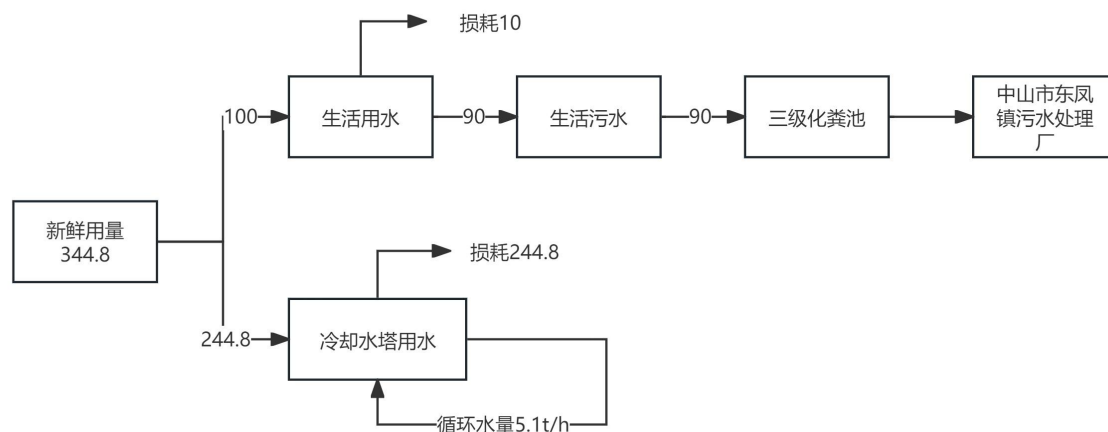 损耗10
100
生活用水
90
生活污水
90
三级化粪池
中山市东凤
镇污水处理
厂
新鲜用量
344.8
损耗244.8
244.8
冷却水塔用水
循环水量5.1t/h